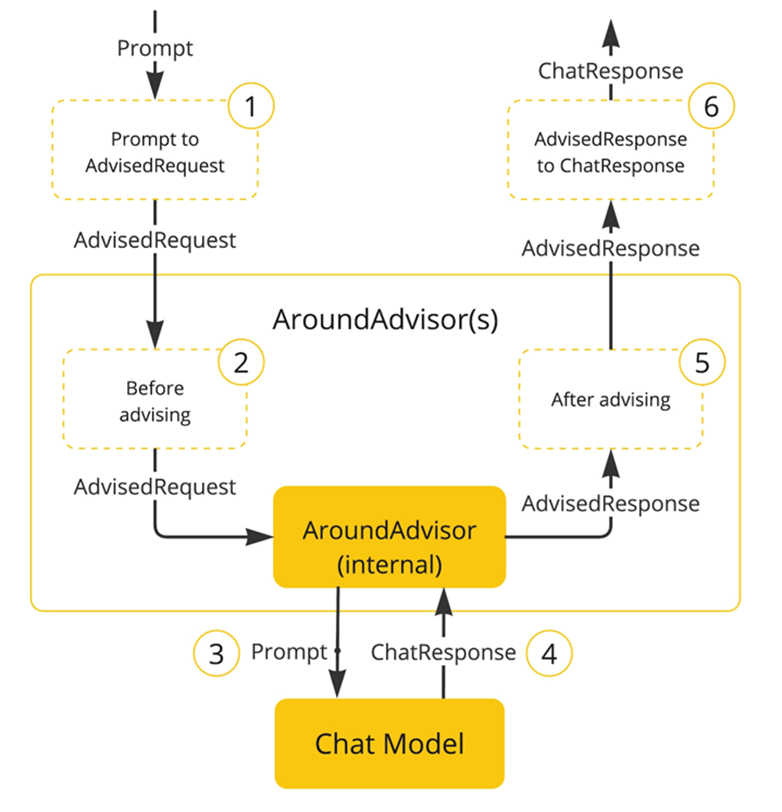 Prompt
1
Prompt to
AdvisedRequest
AdvisedRequest
ChatResponse
6
AdvisedResponse
to ChatResponse
AdvisedResponse
AroundAdvisor(s)
2
Before
advising
AdvisedRequest
5
After advising
AdvisedResponse
AroundAdvisor
(internal)
3
Prompt
ChatResponse
4
Chat Model